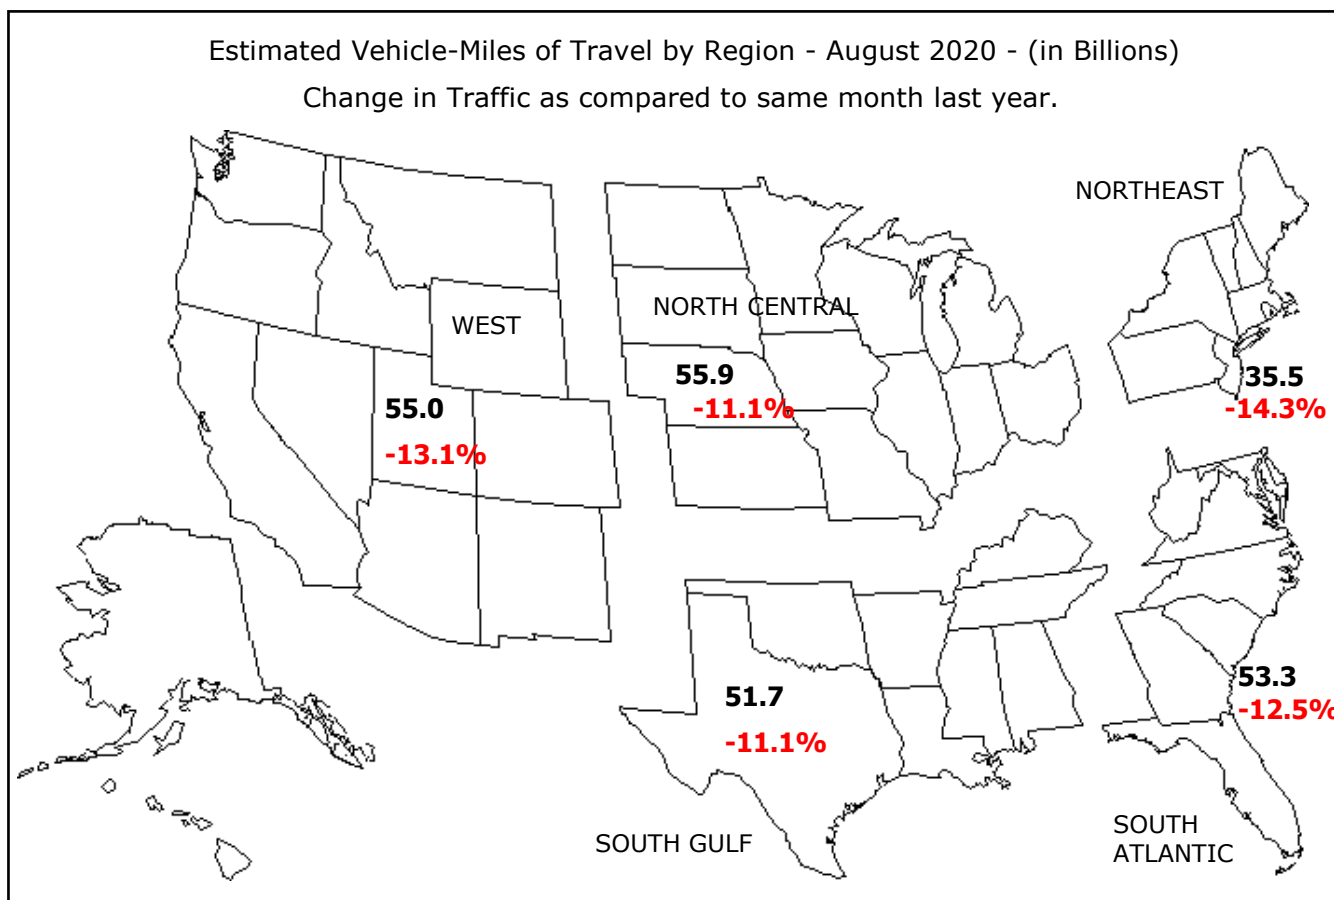 Estimated Vehicle-Miles of Travel by Region - August 2020 - (in Billions)
Change in Traffic as compared to same month last year.
NORTHEAST
35.5
-14.3%
WEST
55.0
-13.1%
NORTH CENTRAL
55.9
-11.1%
51.7
-11.1%
SOUTH GULF
53.3
-12.5%
SOUTH
ATLANTIC